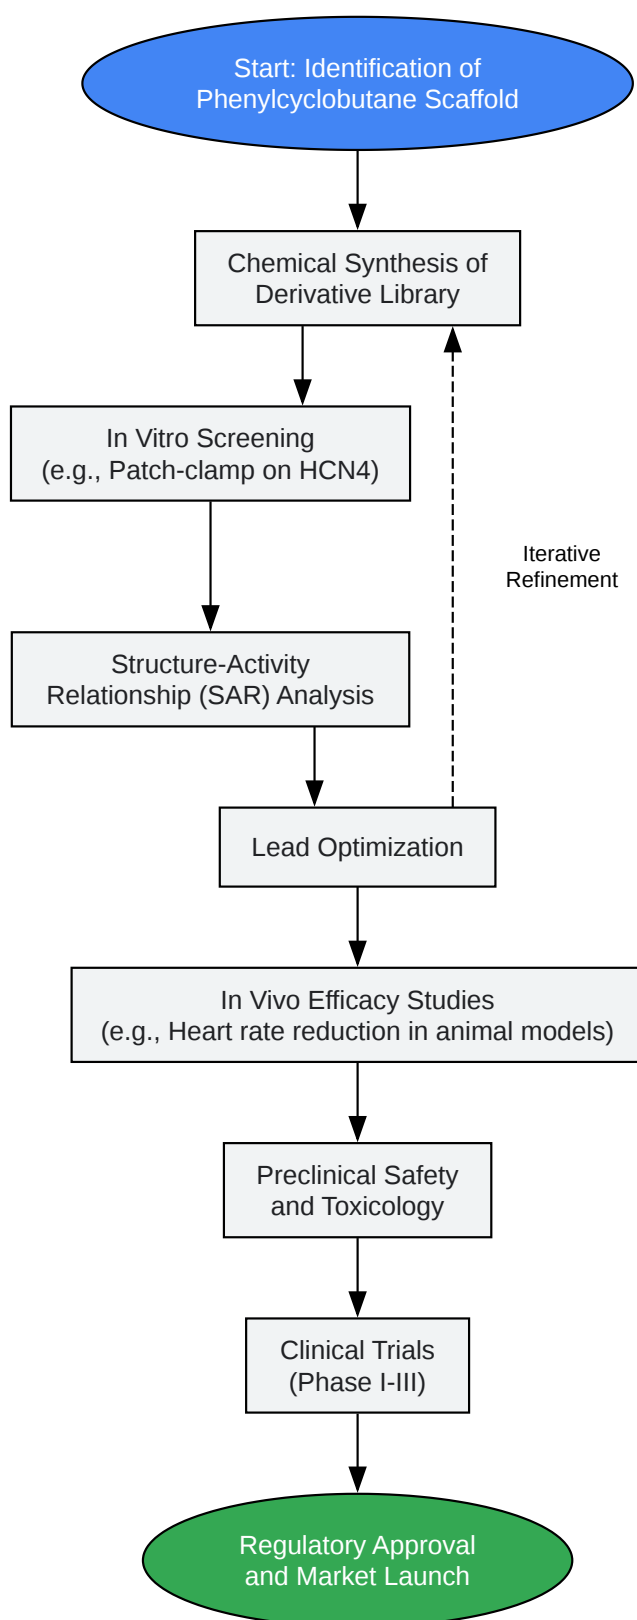 Start: Identification of
Phenylcyclobutane Scaffold
Chemical Synthesis of
Derivative Library
In Vitro Screening
(e.g., Patch-clamp on HCN4)
Iterative
Refinement
Structure-Activity
Relationship (SAR) Analysis
Lead Optimization
In Vivo Efficacy Studies
(e.g., Heart rate reduction in animal models)
Preclinical Safety
and Toxicology
Clinical Trials
(Phase I-III)
Regulatory Approval
and Market Launch